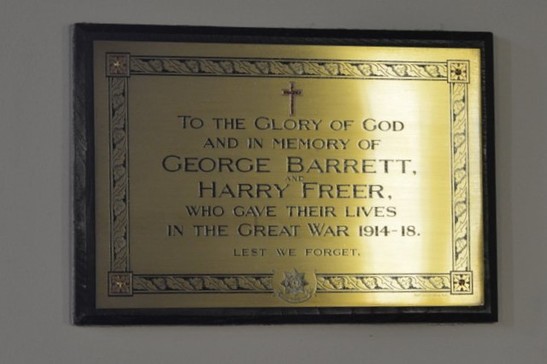 TO THE GLORY OF GOD
AND IN MEMORY OF
GEORGE BARRETT,
AND
HARRY FREER,
WHO GAVE THEIR LIVES
IN THE GREAT WAR 1914-18.
LEST WE FORGET.